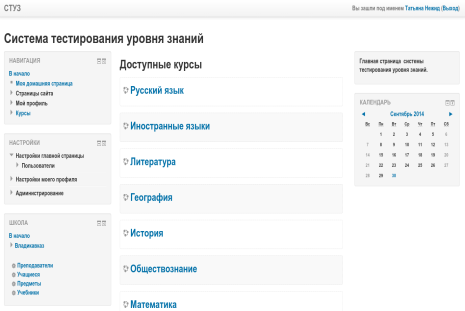 СТУЗ
Вы зашли под именем Татьяна Невид (Выход)
Система тестирования уровня знаний
НАВИГАЦИЯ
В начало
Моя домашняя страница
Страницы сайта
Мой профиль
Курсы
НАСТРОЙКИ
Настройки главной страницы
Пользователи
Настройки моего профиля
Администрирование
ШКОЛА
В начало
Владикавказ
Преподаватели
Учащиеся
Предметы
Учебники
Доступные курсы
Русский язык
Иностранные языки
Литература
География
История
Обществознание
Математика
Главная страница системы
тестирования уровня знаний.
КАЛЕНДАРЬ
Сентябрь 2014
Пн Вт Ср Чт Пт Сб
1 2 3 4 5 6
7 8 9 10 11 12 13
14 15 16 17 18 19 20
21 22 23 24 25 26 27
28 29 30